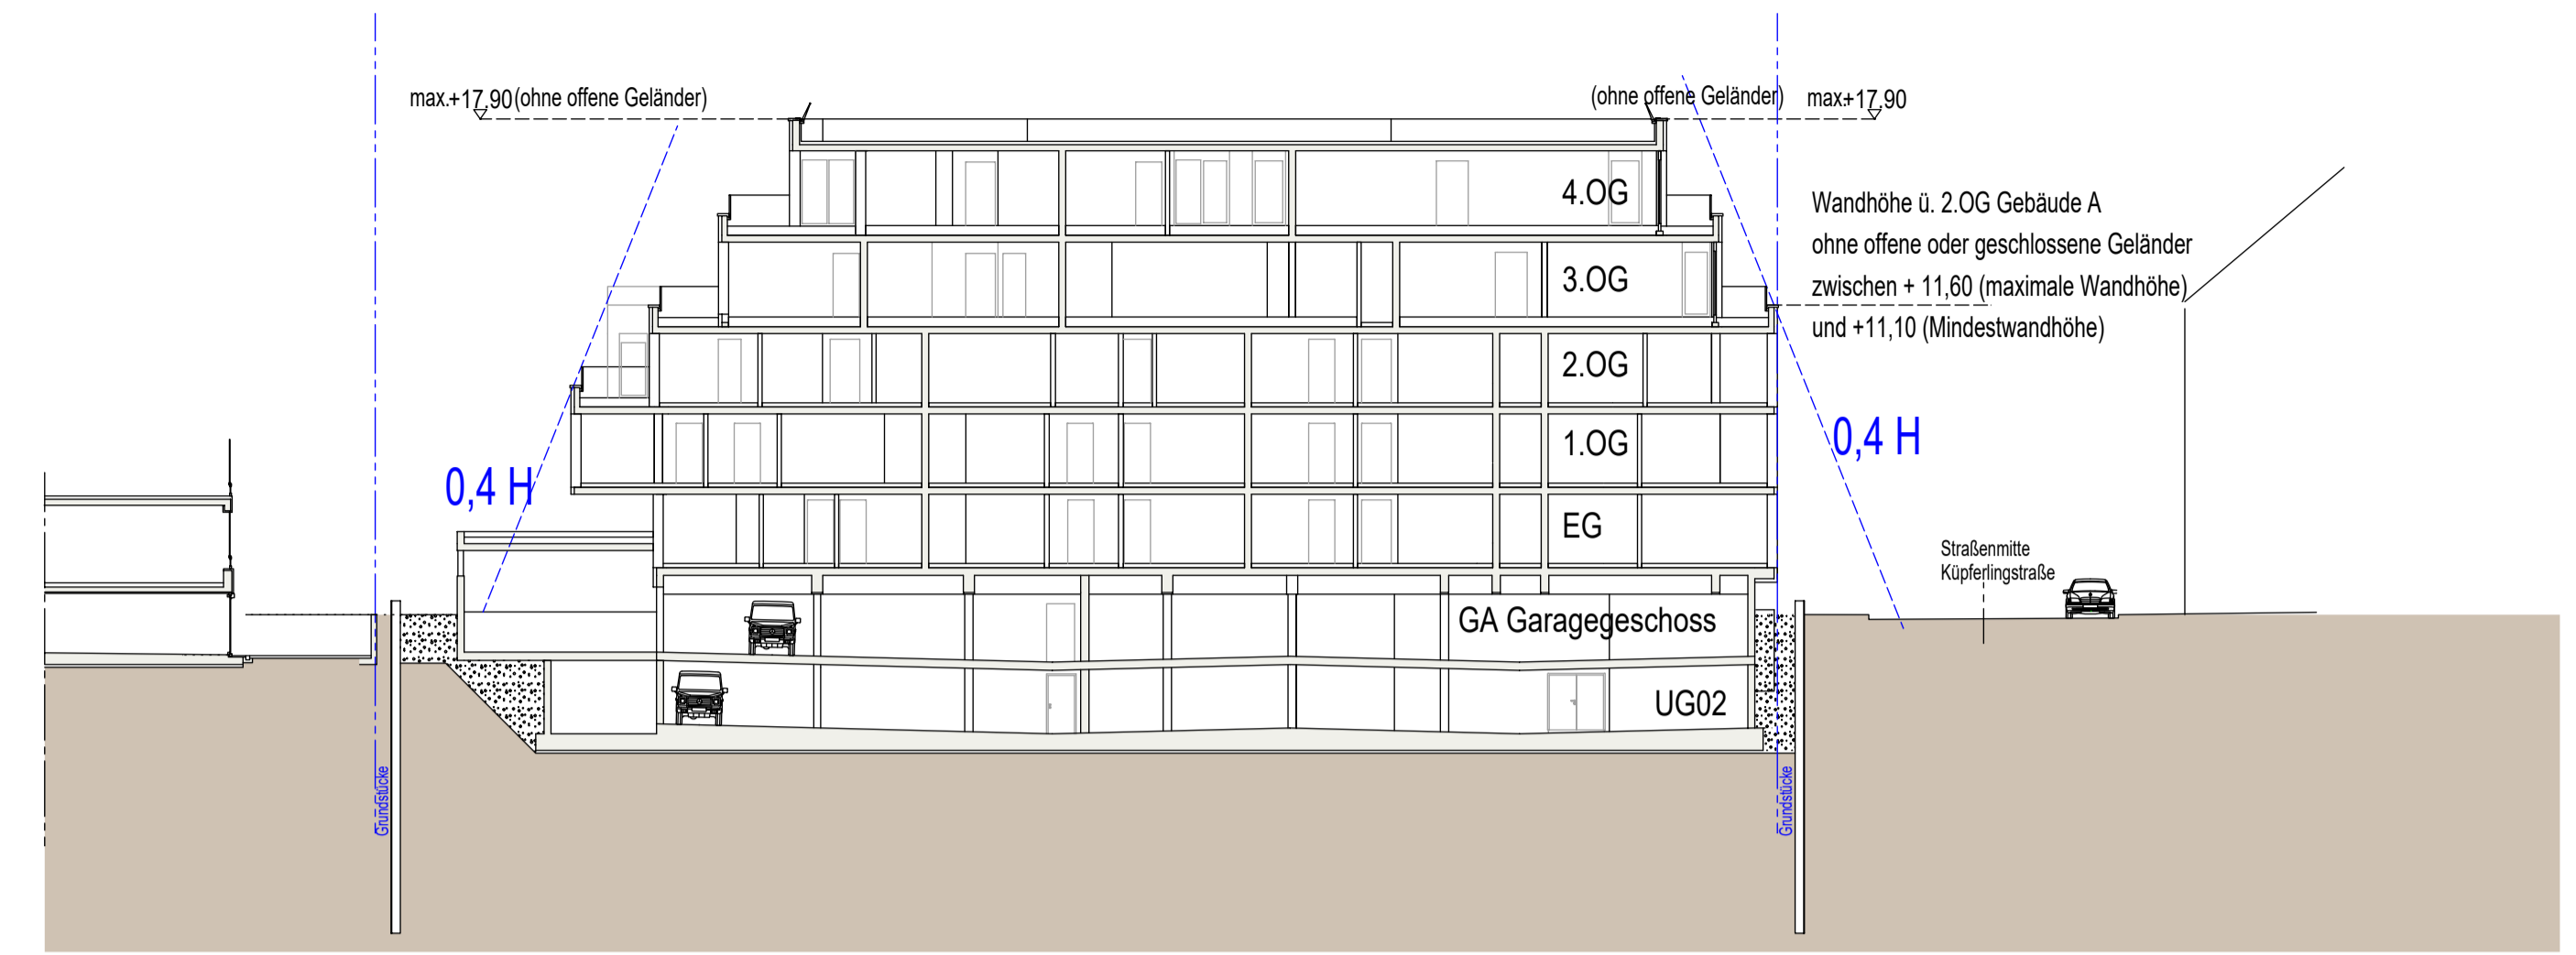 max.+17.90 (ohne offene Geländer)
(ohne offene Geländer) max.+17.90
4.OG
Wandhöhe ü. 2.OG Gebäude A
ohne offene oder geschlossene Geländer
zwischen + 11,60 (maximale Wandhöhe)
und +11,10 (Mindestwandhöhe)
3.OG
2.OG
1.OG
0,4 H
0,4 H
EG
Straßenmitte
Küpferlingstraße
GA Garagegeschoss
UG02
Grundstücke
Grundstücke